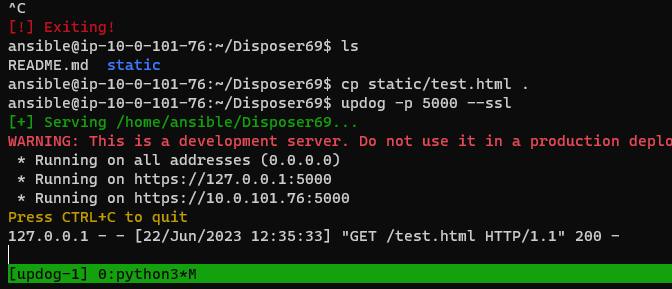 ^C
[!] Exiting!
ansible@ip-10-0-101-76:~/Disposer69$ ls
README.md  static
ansible@ip-10-0-101-76:~/Disposer69$ cp static/test.html .
ansible@ip-10-0-101-76:~/Disposer69$ updog -p 5000 --ssl
[+] Serving /home/ansible/Disposer69...
WARNING: This is a development server. Do not use it in a production deplo
 * Running on all addresses (0.0.0.0)
 * Running on https://127.0.0.1:5000
 * Running on https://10.0.101.76:5000
Press CTRL+C to quit
127.0.0.1 - - [22/Jun/2023 12:35:33] "GET /test.html HTTP/1.1" 200 -
[updog-1] 0:python3*M